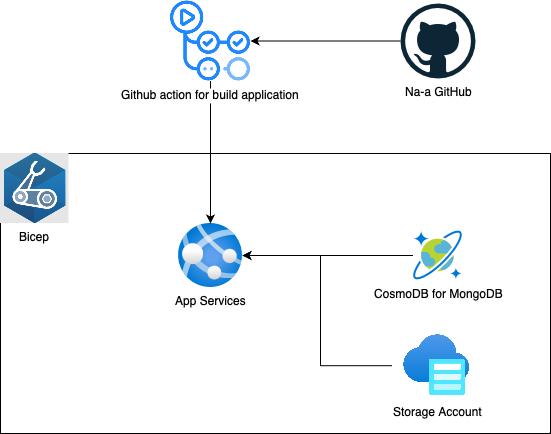 Github action for build application
Na-a GitHub
Bicep
App Services
CosmoDB for MongoDB
Storage Account